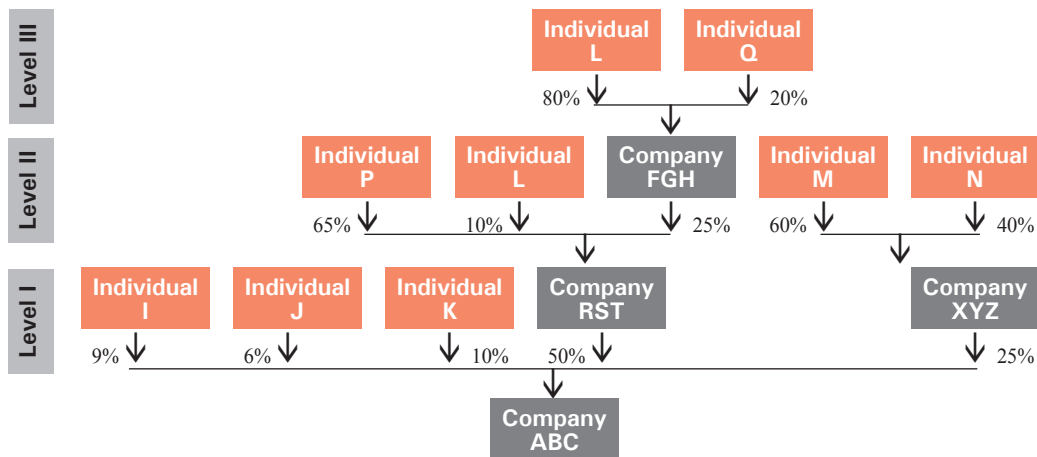 Level III
Individual
L
Individual
Q
80%
20%
Level II
Individual
P
Individual
L
Company
FGH
Individual
M
Individual
N
65%
10%
25%
60%
40%
Level I
Individual
I
Individual
J
Individual
K
Company
RST
Company
XYZ
9%
6%
10%
50%
25%
Company
ABC